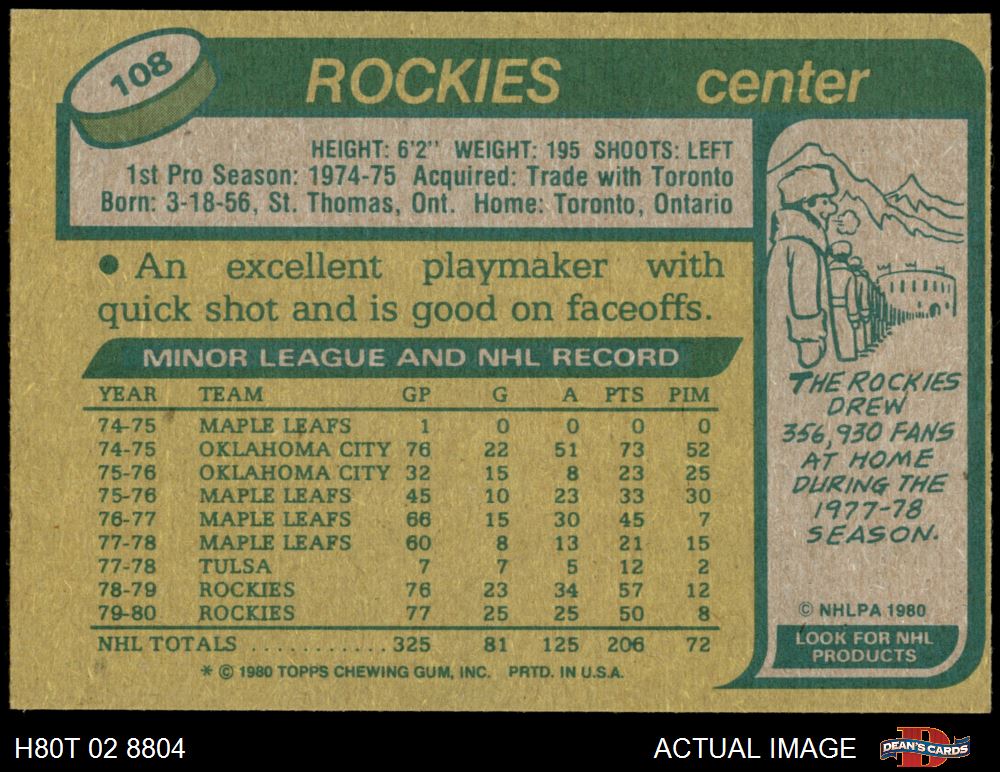 108
ROCKIES center
HEIGHT: 6'2" WEIGHT: 195 SHOOTS: LEFT
1st Pro Season: 1974-75 Acquired: Trade with Toronto
Born: 3-18-56, St. Thomas, Ont. Home: Toronto, Ontario
● An excellent playmaker with
quick shot and is good on faceoffs.
MINOR LEAGUE AND NHL RECORD
YEAR TEAM GP G A PTS PIM
74-75 MAPLE LEAFS 1 0 0 0 0
74-75 OKLAHOMA CITY 76 22 51 73 52
75-76 OKLAHOMA CITY 32 15 8 23 25
75-76 MAPLE LEAFS 45 10 23 33 30
76-77 MAPLE LEAFS 66 15 30 45 7
77-78 MAPLE LEAFS 60 8 13 21 15
77-78 TULSA 7 7 5 12 2
78-79 ROCKIES 76 23 34 57 12
79-80 ROCKIES 77 25 25 50 8
NHL TOTALS ........... 325 81 125 206 72
* © 1980 TOPPS CHEWING GUM, INC. PRTD. IN U.S.A.
THE ROCKIES
DREW
356,930 FANS
AT HOME
DURING THE
1977-78
SEASON.
© NHLPA 1980
LOOK FOR NHL
PRODUCTS
H80T 02 8804
ACTUAL IMAGE
DEAN'S CARDS